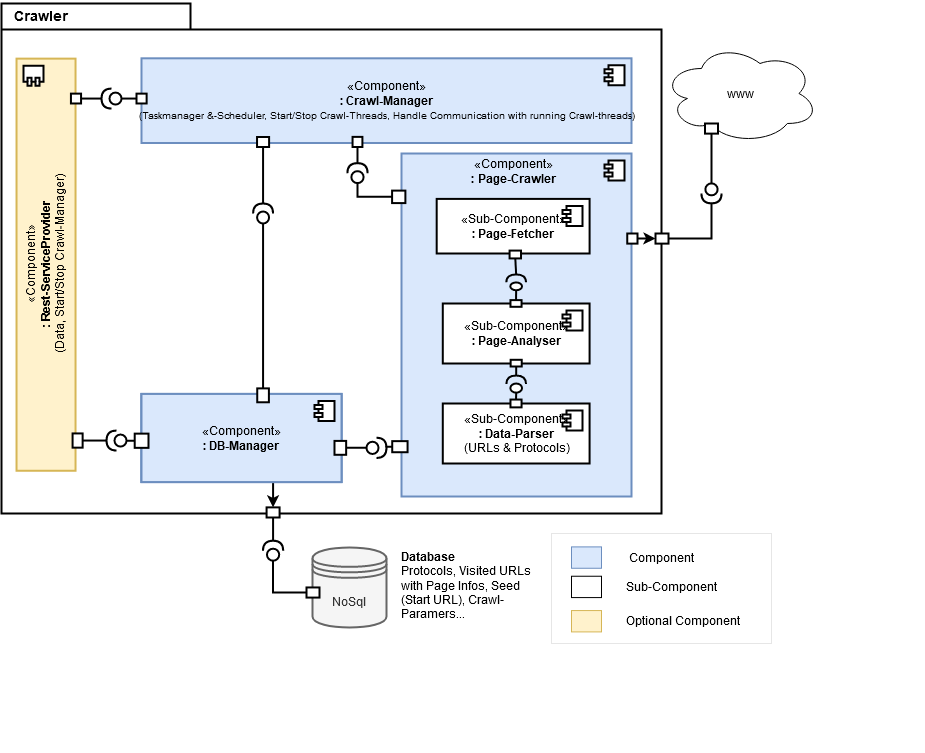 Crawler
«Component»
: Crawl-Manager
(Taskmanager &-Scheduler, Start/Stop Crawl-Threads, Handle Communication with running Crawl-threads)
www
«Component»
: Rest-ServiceProvider
(Data, Start/Stop Crawl-Manager)
«Component»
: Page-Crawler
«Sub-Component»
: Page-Fetcher
«Sub-Component»
: Page-Analyser
«Sub-Component»
: Data-Parser
(URLs & Protocols)
«Component»
: DB-Manager
NoSql
Database
Protocols, Visited URLs
with Page Infos, Seed
(Start URL), Crawl-
Paramers...
Component
Sub-Component
Optional Component